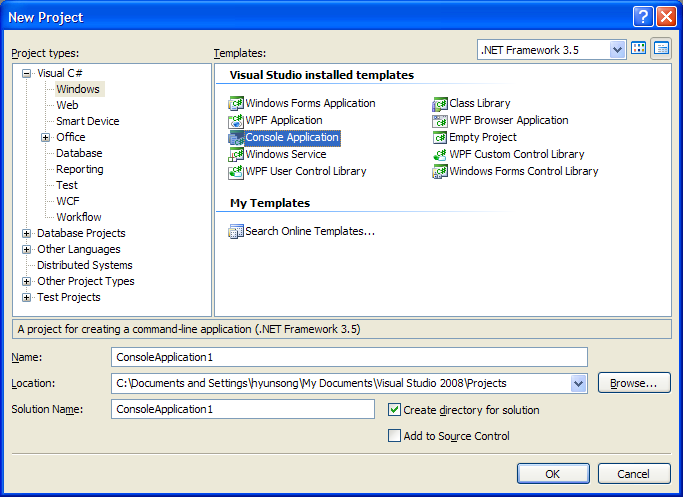 New Project
Project types:
Templates:
.NET Framework 3.5
Visual C#
Windows
Web
Smart Device
Office
Database
Reporting
Test
WCF
Workflow
Database Projects
Other Languages
Distributed Systems
Other Project Types
Test Projects
Visual Studio installed templates
Windows Forms Application
Class Library
WPF Application
WPF Browser Application
Console Application
Empty Project
Windows Service
WPF Custom Control Library
WPF User Control Library
Windows Forms Control Library
My Templates
Search Online Templates...
A project for creating a command-line application (.NET Framework 3.5)
Name:
ConsoleApplication1
Location:
C:\Documents and Settings\hyunsong\My Documents\Visual Studio 2008\Projects
Browse...
Solution Name:
ConsoleApplication1
Create directory for solution
Add to Source Control
OK
Cancel